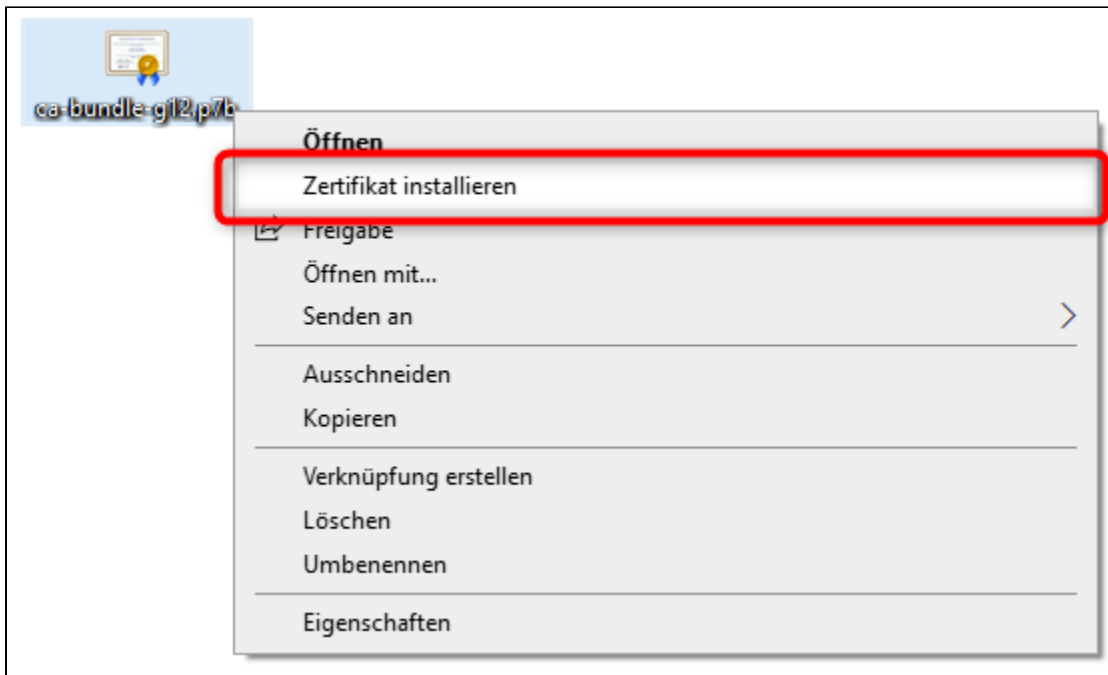 ca-bundle-g12.p7b
Öffnen
Zertifikat installieren
Freigabe
Öffnen mit...
Senden an
Ausschneiden
Kopieren
Verknüpfung erstellen
Löschen
Umbenennen
Eigenschaften